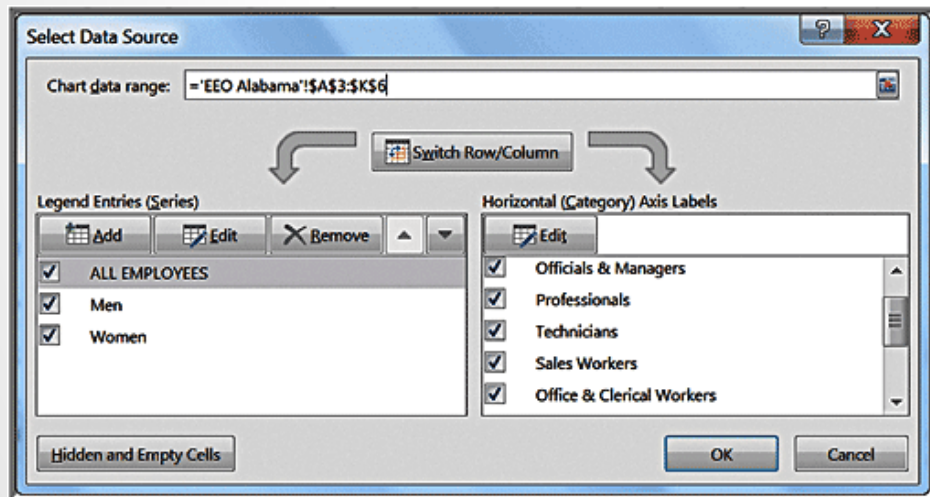 Select Data Source
Chart data range: ='EEO Alabama'!$A$3:$K$6
Switch Row/Column
Legend Entries (Series)
Add Edit Remove
ALL EMPLOYEES
Men
Women
Horizontal (Category) Axis Labels
Edit
Officials & Managers
Professionals
Technicians
Sales Workers
Office & Clerical Workers
Hidden and Empty Cells
OK Cancel